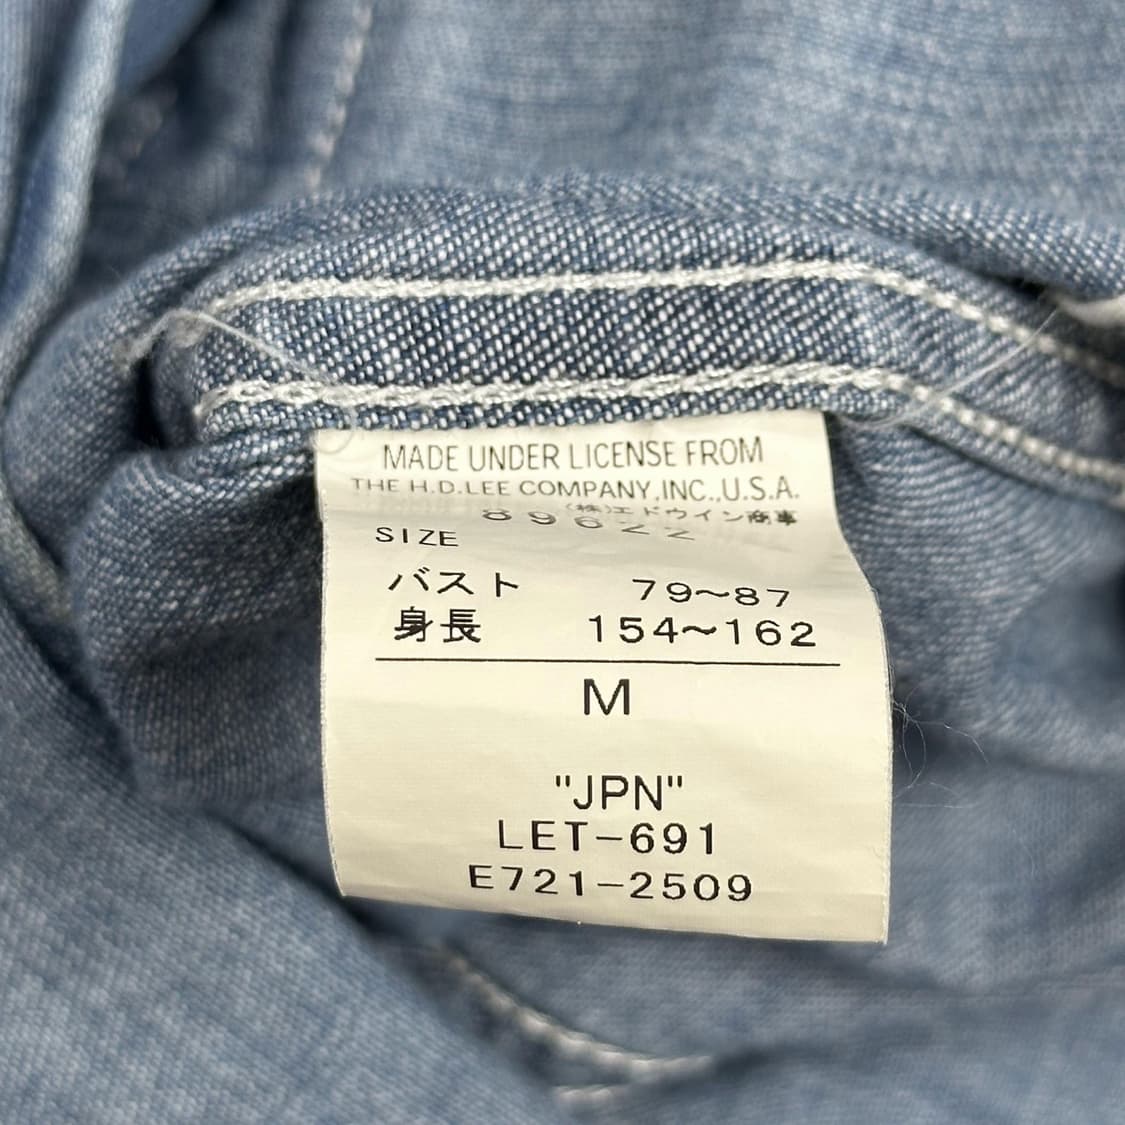 MADE UNDER LICENSE FROM
THE H.D.LEE COMPANY,INC.,U.S.A.
(株)エドウイン商事
89622
SIZE
バスト 79〜87
身長 154〜162
M
"JPN"
LET-691
E721-2509